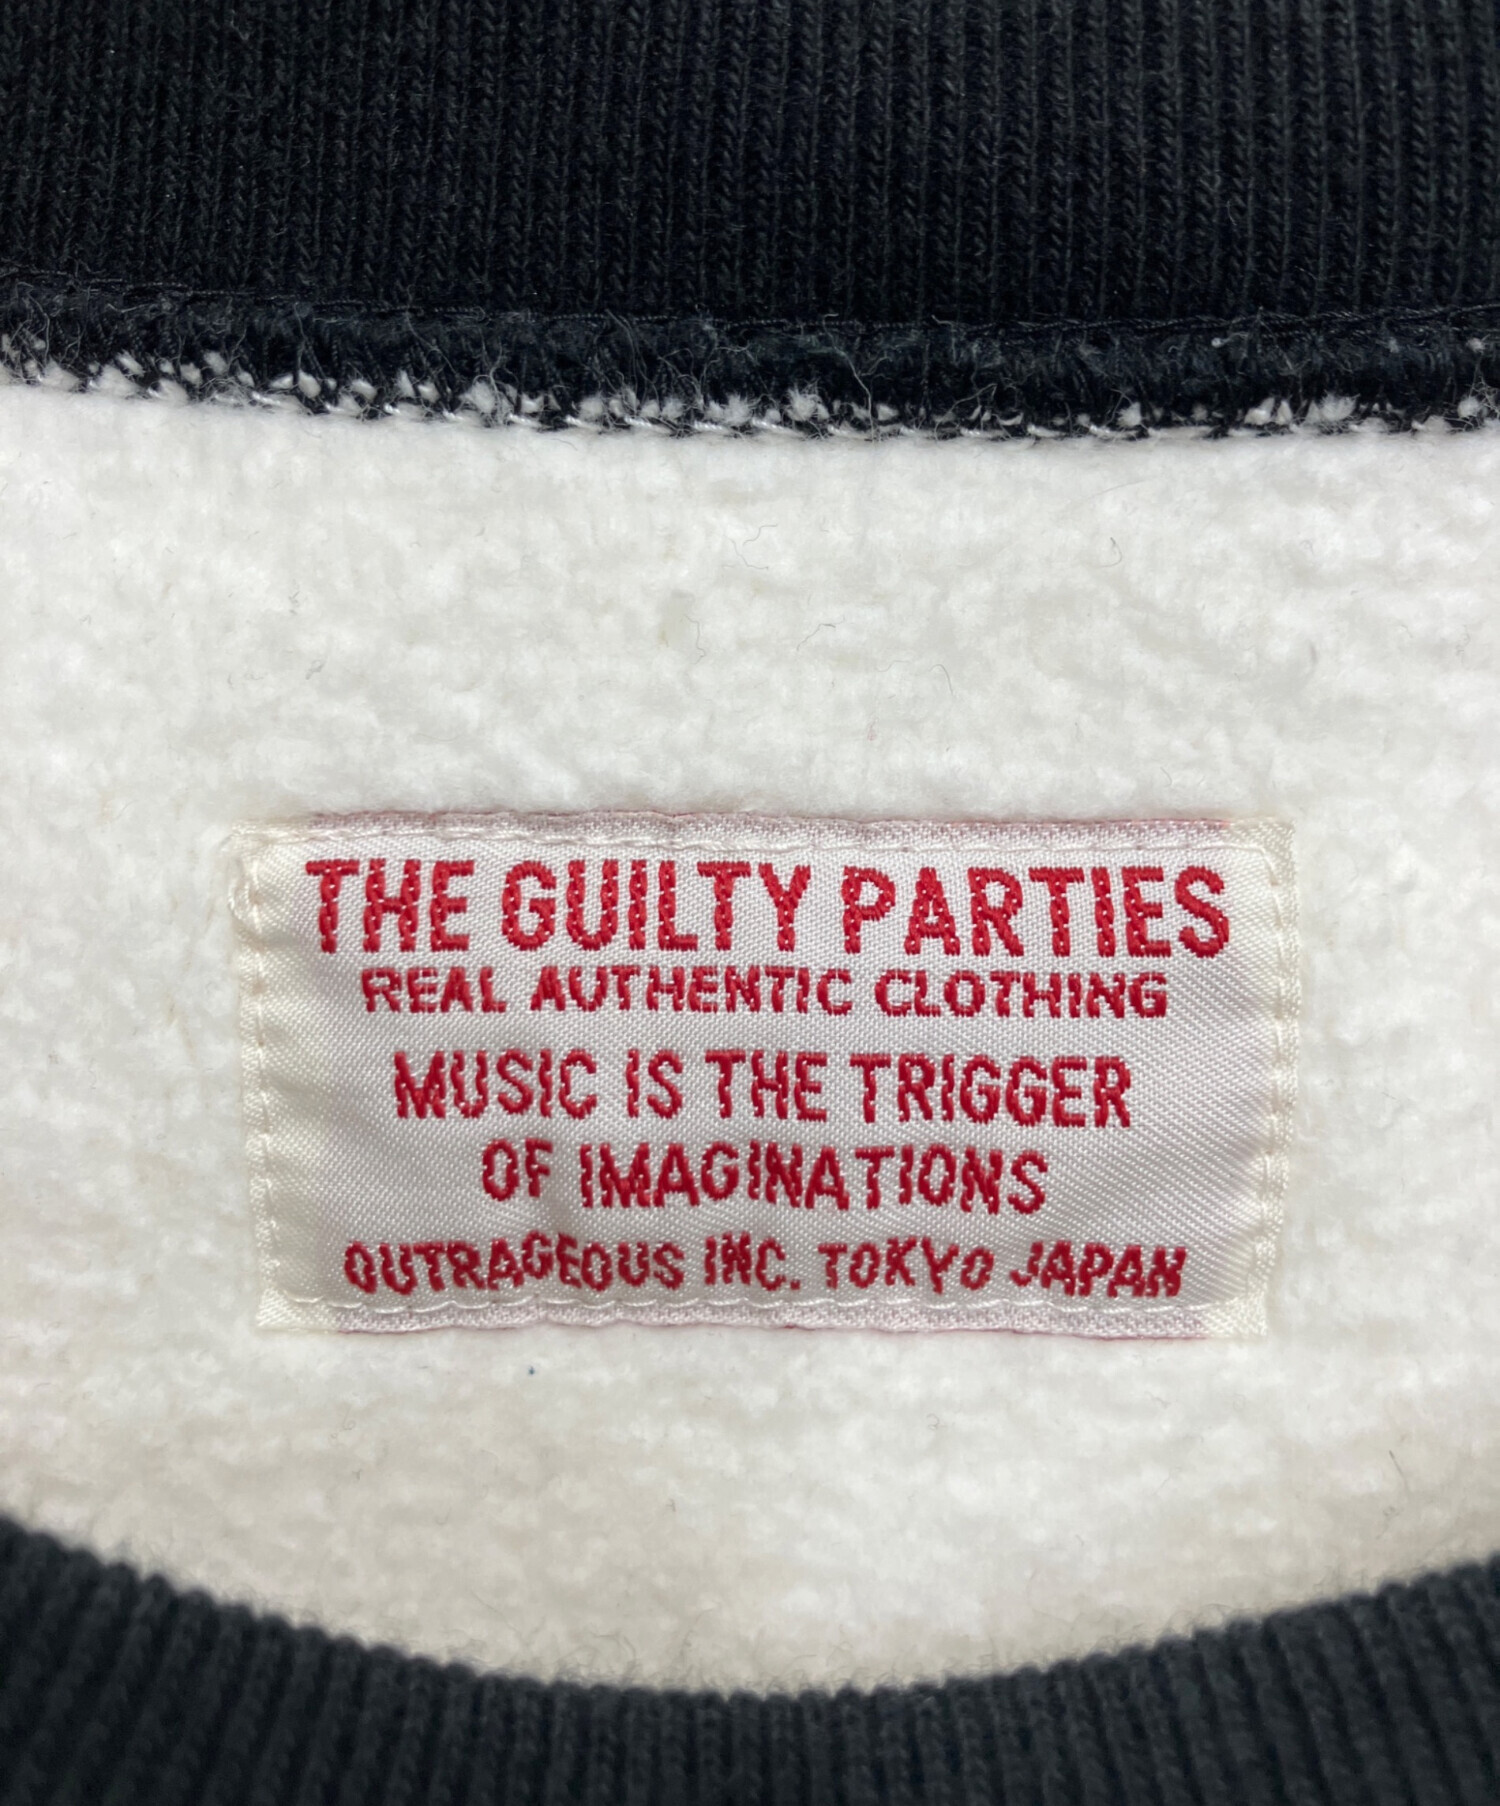 THE GUILTY PARTIES
REAL AUTHENTIC CLOTHING
MUSIC IS THE TRIGGER
OF IMAGINATIONS
OUTRAGEOUS INC. TOKYO JAPAN